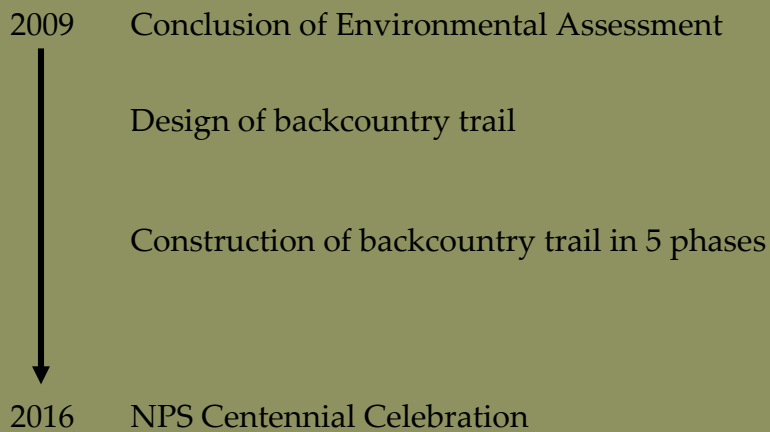 2009 Conclusion of Environmental Assessment
Design of backcountry trail
Construction of backcountry trail in 5 phases
2016 NPS Centennial Celebration